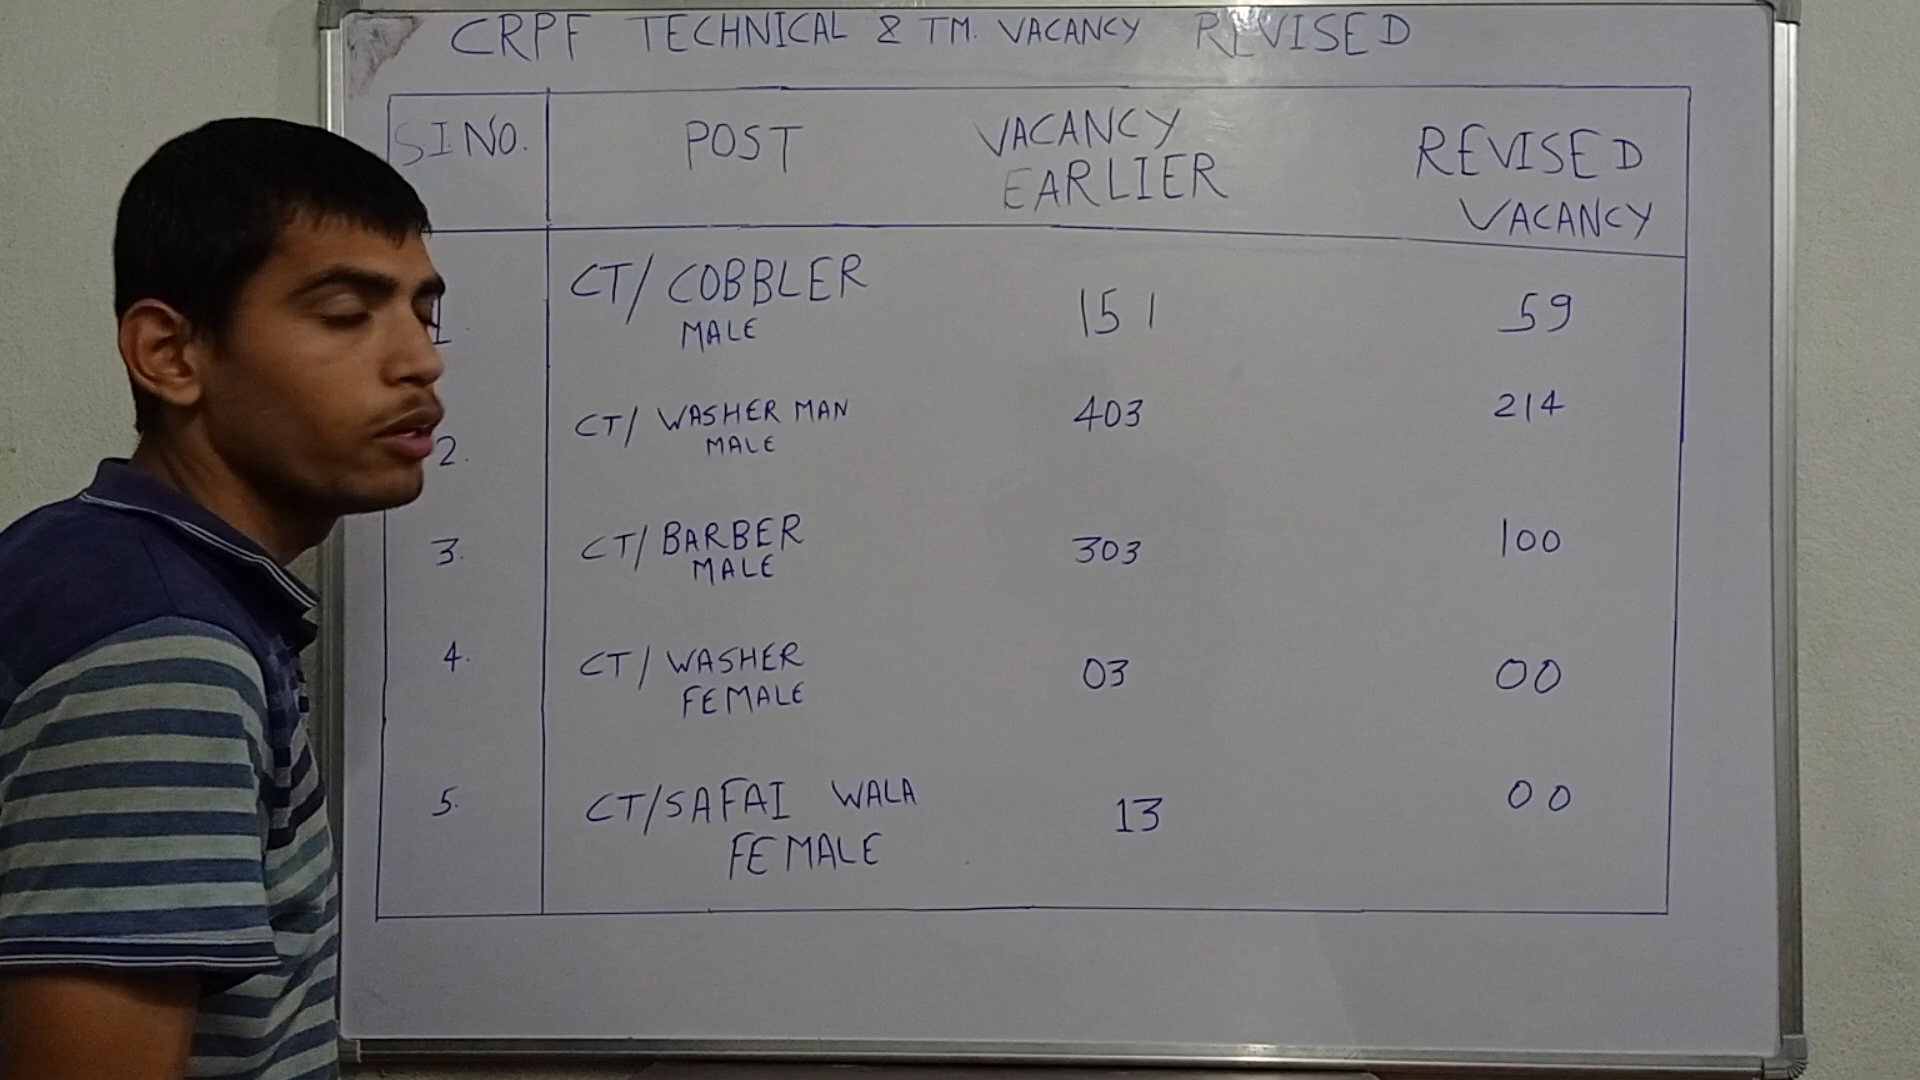 CRPF TECHNICAL & TM. VACANCY REVISED
SI NO. POST VACANCY EARLIER REVISED VACANCY
1. CT/ COBBLER MALE 151 59
2. CT/ WASHER MAN MALE 403 214
3. CT/ BARBER MALE 303 100
4. CT/ WASHER FEMALE 03 00
5. CT/SAFAI WALA FEMALE 13 00